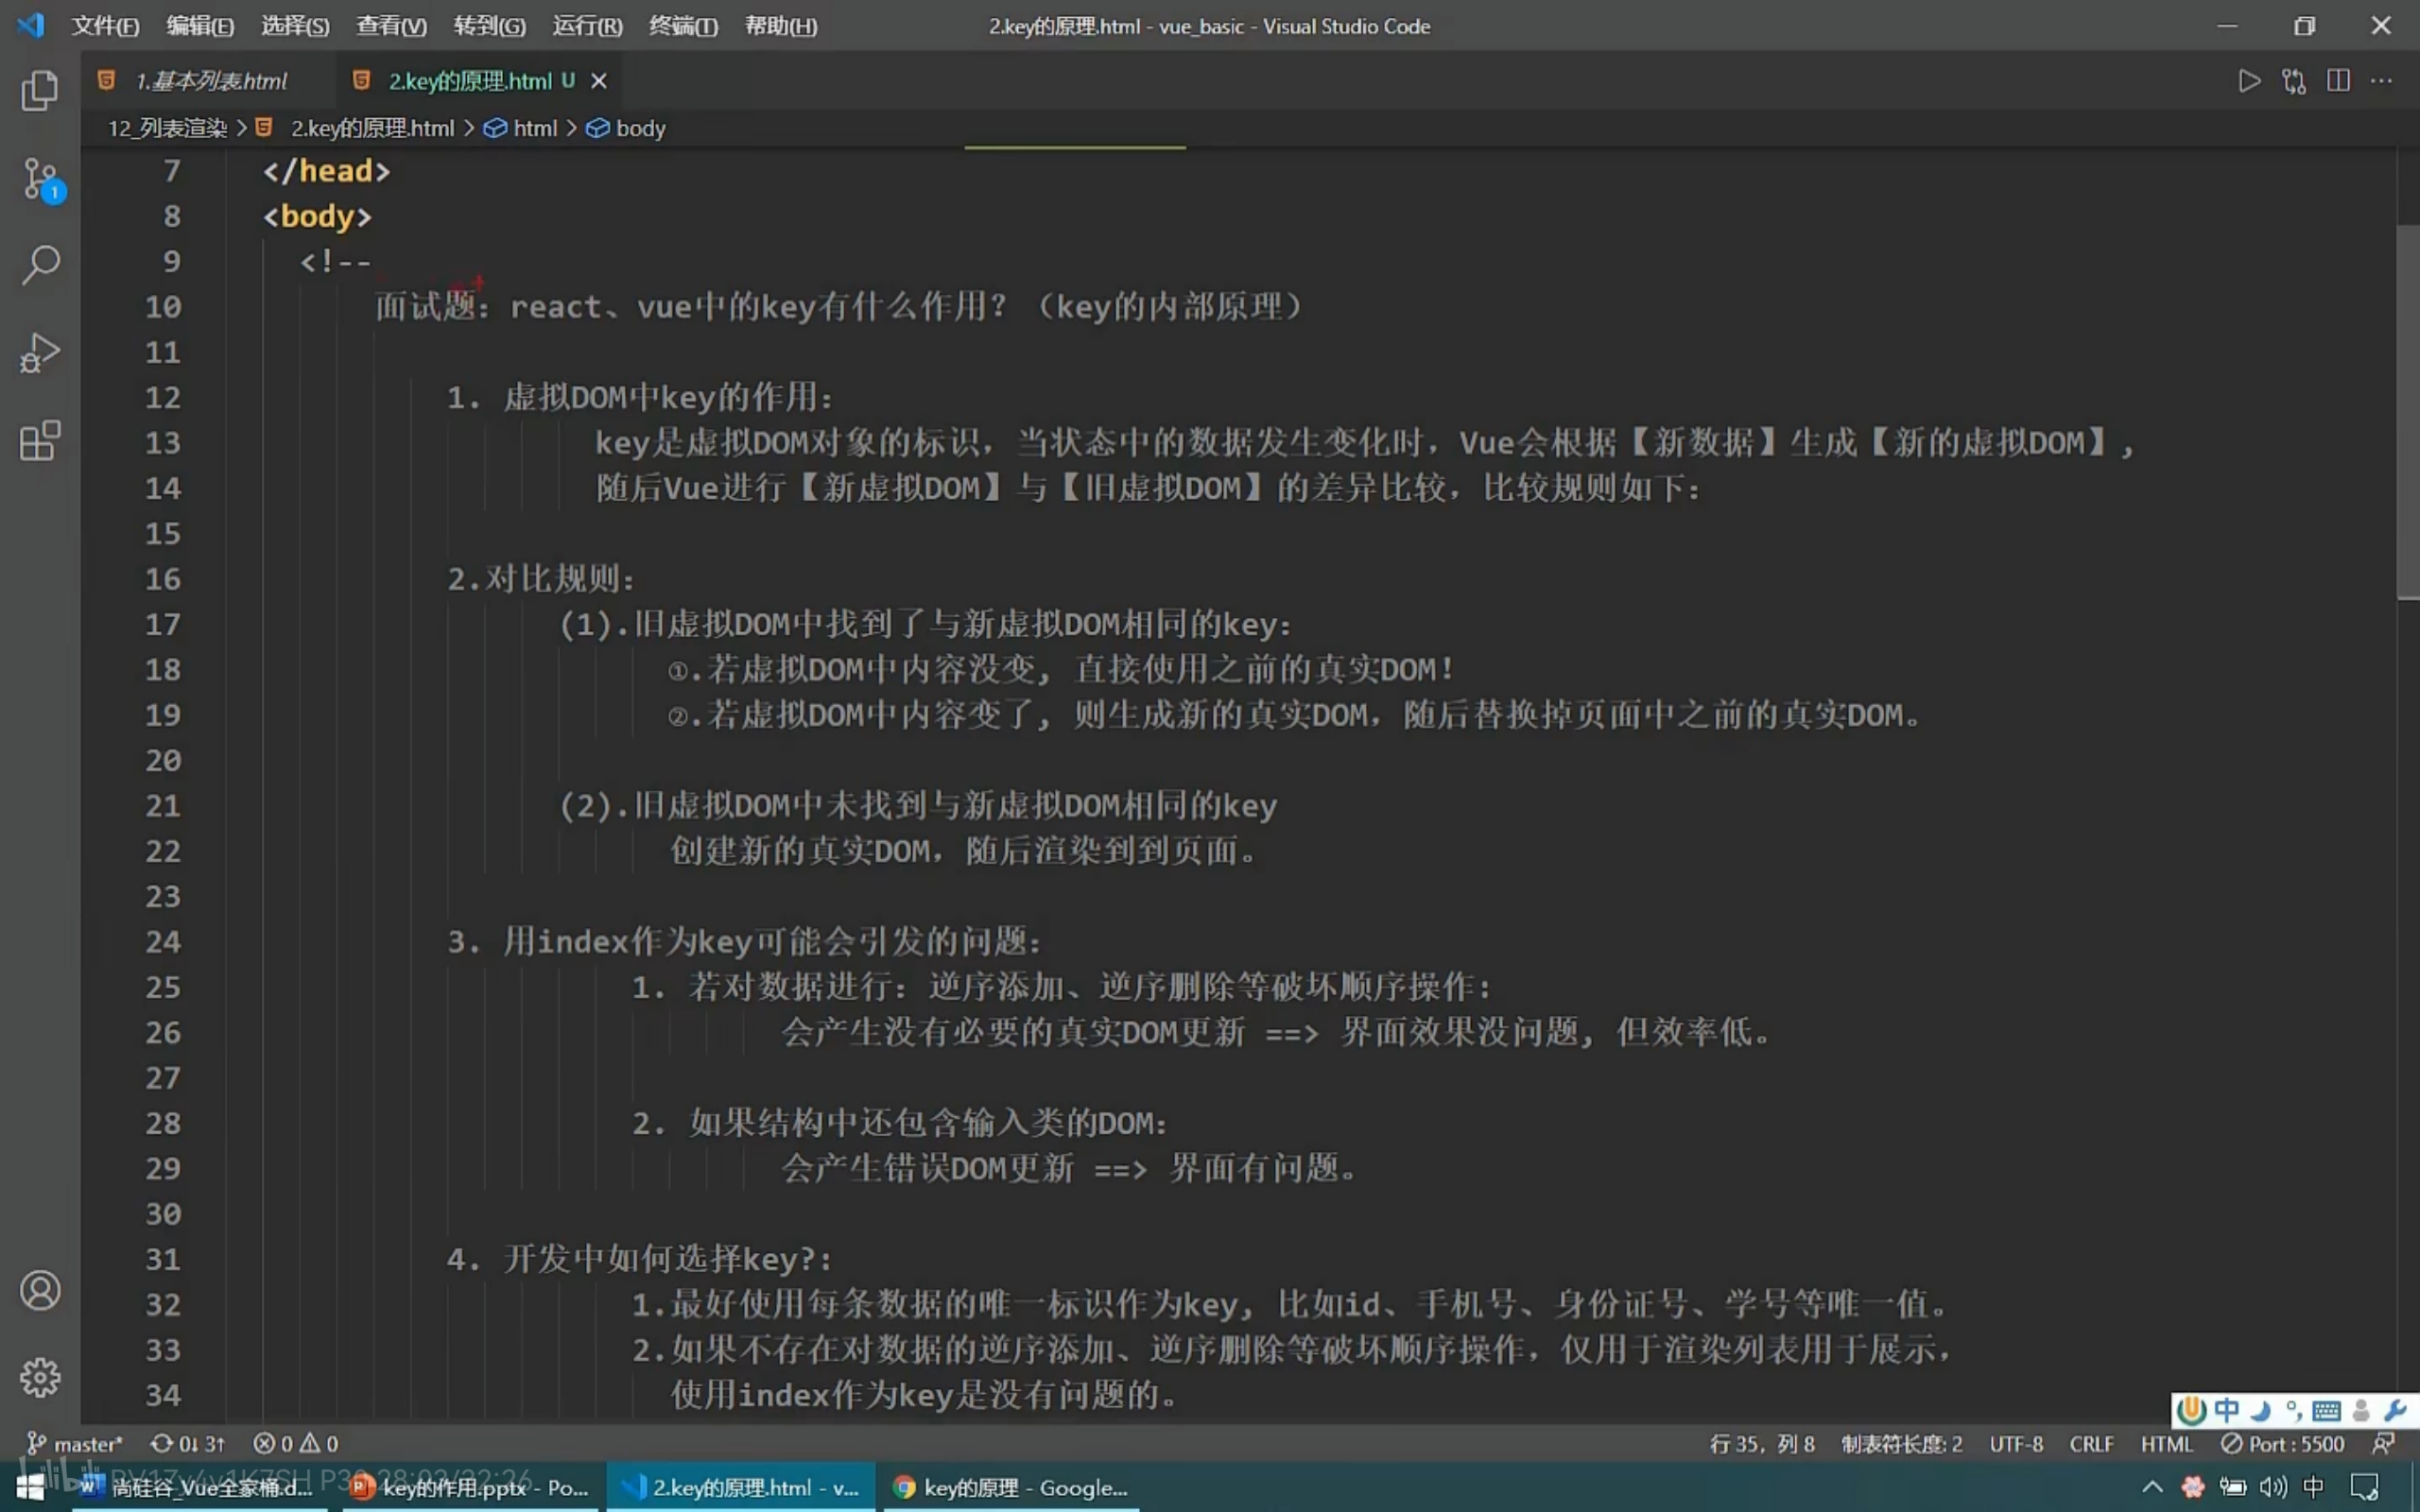 文件(F) 编辑(E) 选择(S) 查看(V) 转到(G) 运行(R) 终端(T) 帮助(H) 2.key的原理.html - vue_basic - Visual Studio Code
1.基本列表.html 2.key的原理.html U
12_列表渲染 > 2.key的原理.html > html > body
7 </head>
8 <body>
9 <!--
10 面试题：react、vue中的key有什么作用？（key的内部原理）
11
12 1. 虚拟DOM中key的作用：
13 key是虚拟DOM对象的标识，当状态中的数据发生变化时，Vue会根据【新数据】生成【新的虚拟DOM】,
14 随后Vue进行【新虚拟DOM】与【旧虚拟DOM】的差异比较，比较规则如下：
15
16 2.对比规则：
17 (1).旧虚拟DOM中找到了与新虚拟DOM相同的key：
18 ①.若虚拟DOM中内容没变, 直接使用之前的真实DOM！
19 ②.若虚拟DOM中内容变了, 则生成新的真实DOM，随后替换掉页面中之前的真实DOM。
20
21 (2).旧虚拟DOM中未找到与新虚拟DOM相同的key
22 创建新的真实DOM，随后渲染到到页面。
23
24 3. 用index作为key可能会引发的问题：
25 1. 若对数据进行：逆序添加、逆序删除等破坏顺序操作：
26 会产生没有必要的真实DOM更新 ==> 界面效果没问题, 但效率低。
27
28 2. 如果结构中还包含输入类的DOM：
29 会产生错误DOM更新 ==> 界面有问题。
30
31 4. 开发中如何选择key?:
32 1.最好使用每条数据的唯一标识作为key, 比如id、手机号、身份证号、学号等唯一值。
33 2.如果不存在对数据的逆序添加、逆序删除等破坏顺序操作，仅用于渲染列表用于展示，
34 使用index作为key是没有问题的。
中
master* 0↓ 3↑ 0 0 行 35，列 8 制表符长度: 2 UTF-8 CRLF HTML Port : 5500
尚硅谷_Vue全家桶.d... key的作用.pptx - Po... 2.key的原理.html - v... key的原理 - Google... 中